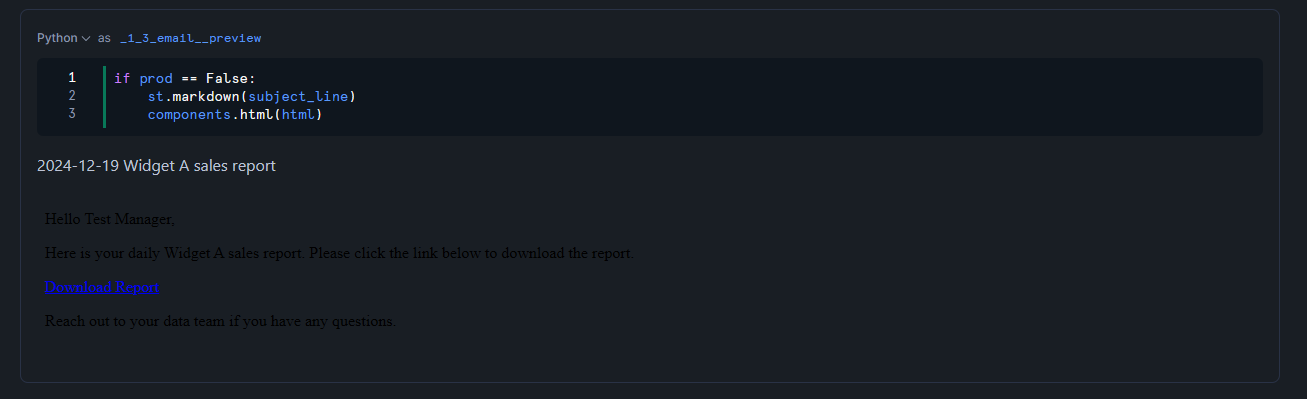 Python as _1_3_email__preview
1 if prod == False:
2 st.markdown(subject_line)
3 components.html(html)
2024-12-19 Widget A sales report
Hello Test Manager,
Here is your daily Widget A sales report. Please click the link below to download the report.
Download Report
Reach out to your data team if you have any questions.